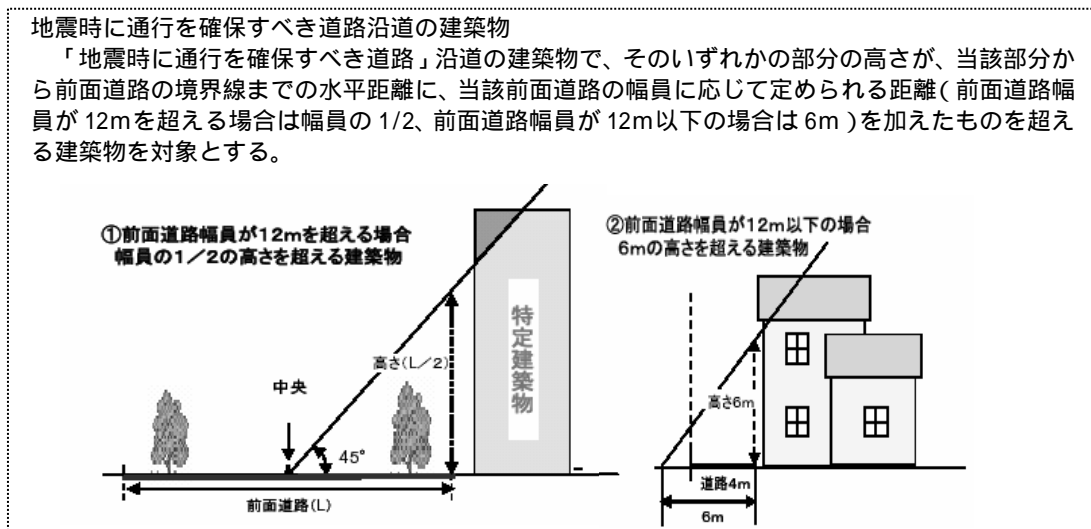 地震時に通行を確保すべき道路沿道の建築物
「地震時に通行を確保すべき道路」沿道の建築物で、そのいずれかの部分の高さが、当該部分か
ら前面道路の境界線までの水平距離に、当該前面道路の幅員に応じて定められる距離(前面道路幅
員が12mを超える場合は幅員の1/2、前面道路幅員が12m以下の場合は6m)を加えたものを超え
る建築物を対象とする。
①前面道路幅員が12mを超える場合
幅員の1/2の高さを超える建築物
中央
45°
高さ(L/2)
前面道路(L)
特定建築物
②前面道路幅員が12m以下の場合
6mの高さを超える建築物
高さ6m
道路4m
6m